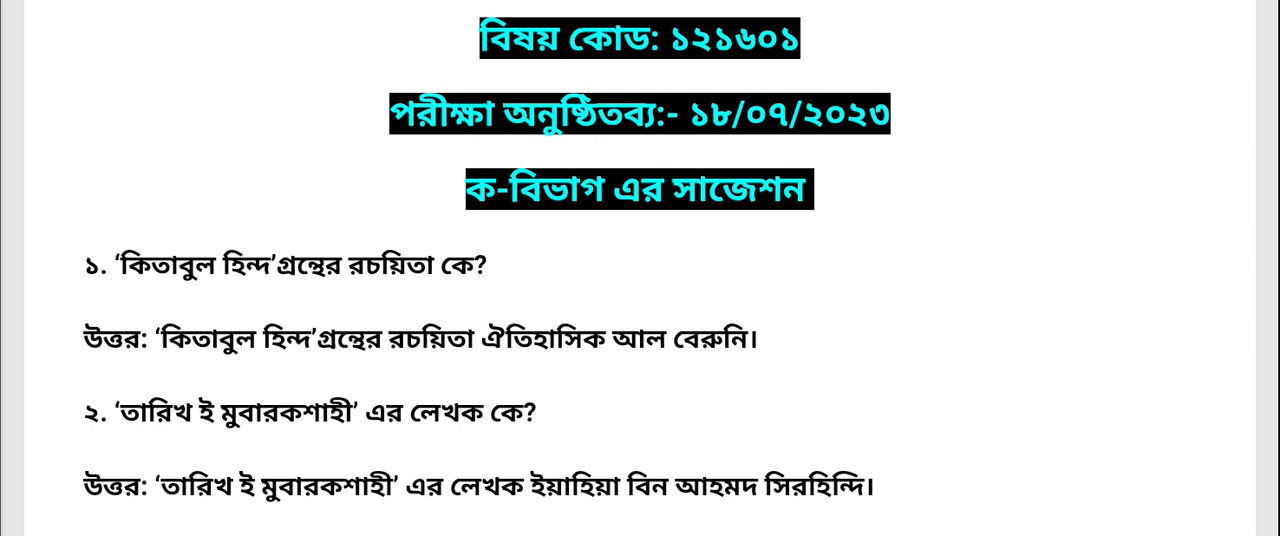 বিষয় কোড: ১২১৬০১
পরীক্ষা অনুষ্ঠিতব্য:- ১৮/০৭/২০২৩
ক-বিভাগ এর সাজেশন
১. ‘কিতাবুল হিন্দ’গ্রন্থের রচয়িতা কে?
উত্তর: ‘কিতাবুল হিন্দ’গ্রন্থের রচয়িতা ঐতিহাসিক আল বেরুনি।
২. ‘তারিখ ই মুবারকশাহী’ এর লেখক কে?
উত্তর: ‘তারিখ ই মুবারকশাহী’ এর লেখক ইয়াহিয়া বিন আহমদ সিরহিন্দি।